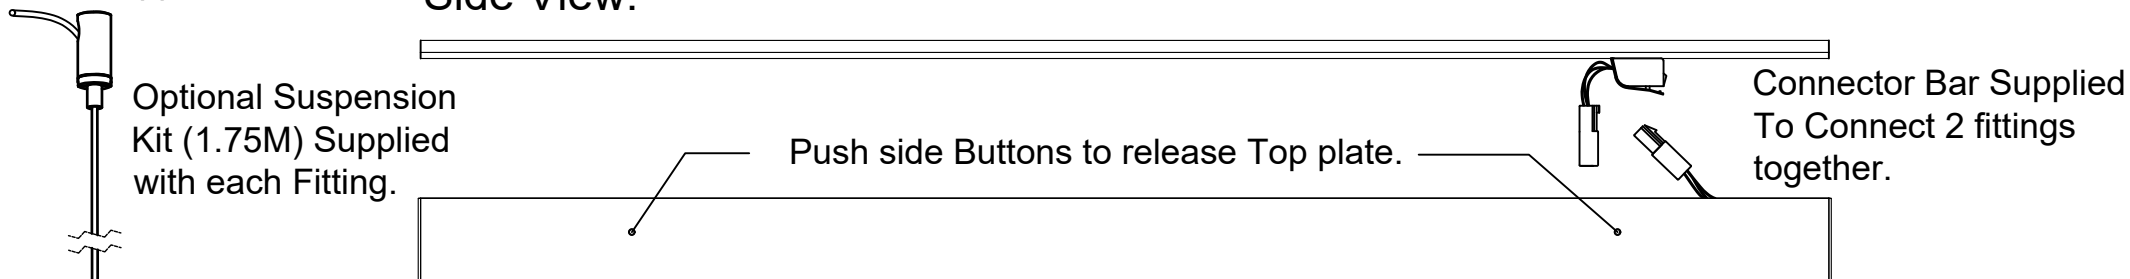 Side View.
Optional Suspension
Kit (1.75M) Supplied
with each Fitting.
Push side Buttons to release Top plate.
Connector Bar Supplied
To Connect 2 fittings
together.